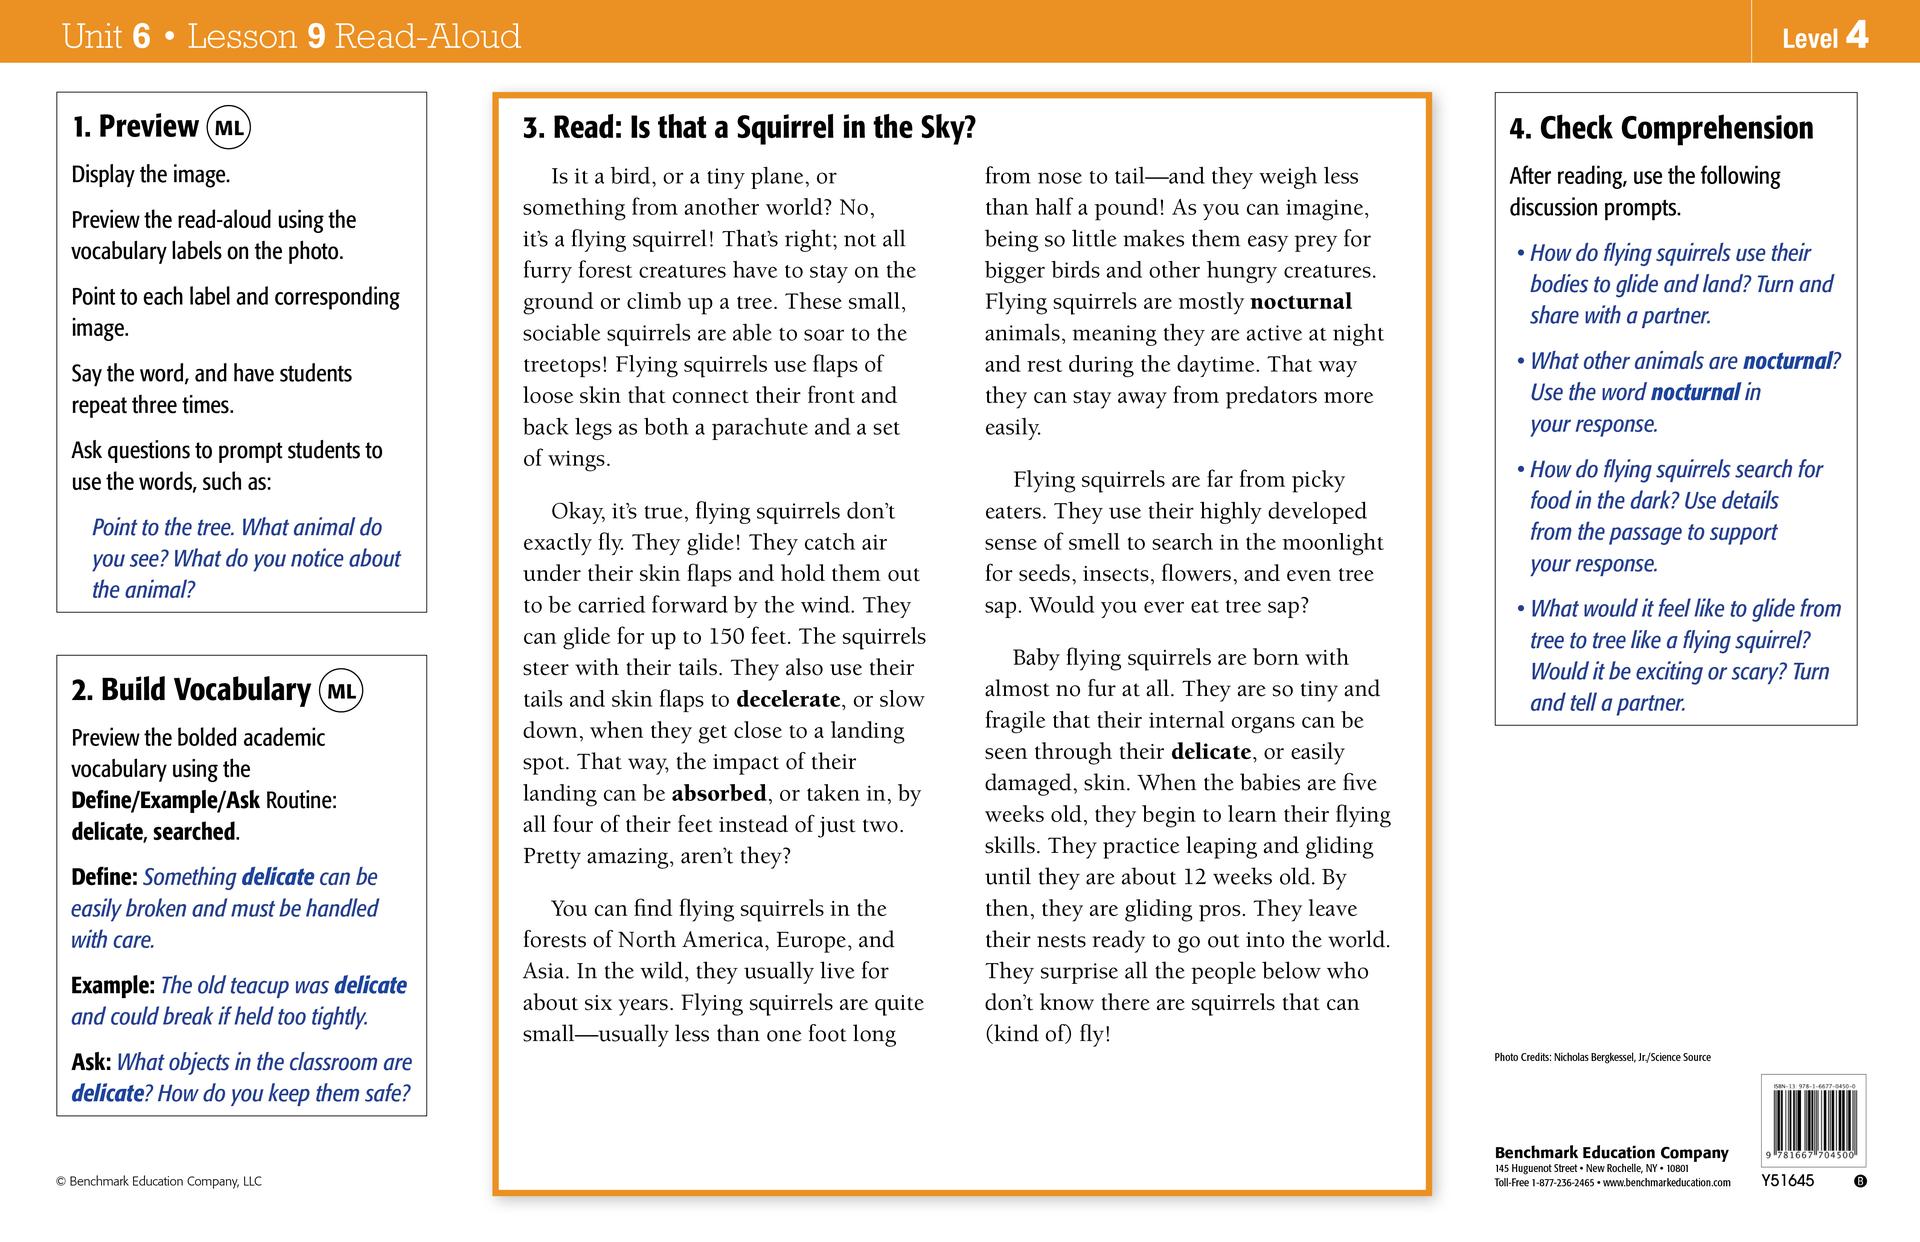 Unit 6 • Lesson 9 Read-Aloud
Level 4
1. Preview ML
Display the image.
Preview the read-aloud using the
vocabulary labels on the photo.
Point to each label and corresponding
image.
Say the word, and have students
repeat three times.
Ask questions to prompt students to
use the words, such as:
Point to the tree. What animal do
you see? What do you notice about
the animal?
2. Build Vocabulary ML
Preview the bolded academic
vocabulary using the
Define/Example/Ask Routine:
delicate, searched.
Define: Something delicate can be
easily broken and must be handled
with care.
Example: The old teacup was delicate
and could break if held too tightly.
Ask: What objects in the classroom are
delicate? How do you keep them safe?
© Benchmark Education Company, LLC
3. Read: Is that a Squirrel in the Sky?
Is it a bird, or a tiny plane, or
something from another world? No,
it’s a flying squirrel! That’s right; not all
furry forest creatures have to stay on the
ground or climb up a tree. These small,
sociable squirrels are able to soar to the
treetops! Flying squirrels use flaps of
loose skin that connect their front and
back legs as both a parachute and a set
of wings.
Okay, it’s true, flying squirrels don’t
exactly fly. They glide! They catch air
under their skin flaps and hold them out
to be carried forward by the wind. They
can glide for up to 150 feet. The squirrels
steer with their tails. They also use their
tails and skin flaps to decelerate, or slow
down, when they get close to a landing
spot. That way, the impact of their
landing can be absorbed, or taken in, by
all four of their feet instead of just two.
Pretty amazing, aren’t they?
You can find flying squirrels in the
forests of North America, Europe, and
Asia. In the wild, they usually live for
about six years. Flying squirrels are quite
small—usually less than one foot long
from nose to tail—and they weigh less
than half a pound! As you can imagine,
being so little makes them easy prey for
bigger birds and other hungry creatures.
Flying squirrels are mostly nocturnal
animals, meaning they are active at night
and rest during the daytime. That way
they can stay away from predators more
easily.
Flying squirrels are far from picky
eaters. They use their highly developed
sense of smell to search in the moonlight
for seeds, insects, flowers, and even tree
sap. Would you ever eat tree sap?
Baby flying squirrels are born with
almost no fur at all. They are so tiny and
fragile that their internal organs can be
seen through their delicate, or easily
damaged, skin. When the babies are five
weeks old, they begin to learn their flying
skills. They practice leaping and gliding
until they are about 12 weeks old. By
then, they are gliding pros. They leave
their nests ready to go out into the world.
They surprise all the people below who
don’t know there are squirrels that can
(kind of) fly!
4. Check Comprehension
After reading, use the following
discussion prompts.
• How do flying squirrels use their
bodies to glide and land? Turn and
share with a partner.
• What other animals are nocturnal?
Use the word nocturnal in
your response.
• How do flying squirrels search for
food in the dark? Use details
from the passage to support
your response.
• What would it feel like to glide from
tree to tree like a flying squirrel?
Would it be exciting or scary? Turn
and tell a partner.
Photo Credits: Nicholas Bergkessel, Jr./Science Source
Benchmark Education Company
145 Huguenot Street • New Rochelle, NY • 10801
Toll-Free 1-877-236-2465 • www.benchmarkeducation.com
ISBN-13 978-1-6677-0450-0
9 781667 704500
Y51645
B